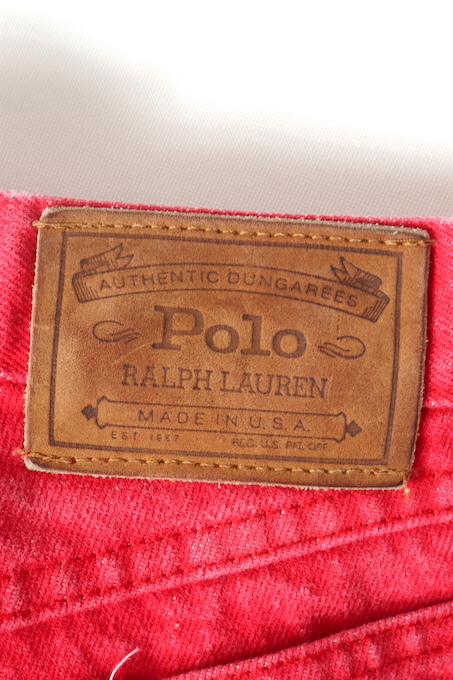 AUTHENTIC DUNGAREES
Polo
RALPH LAUREN
MADE IN U.S.A.
EST. 1967 REG. U.S. PAT. OFF.